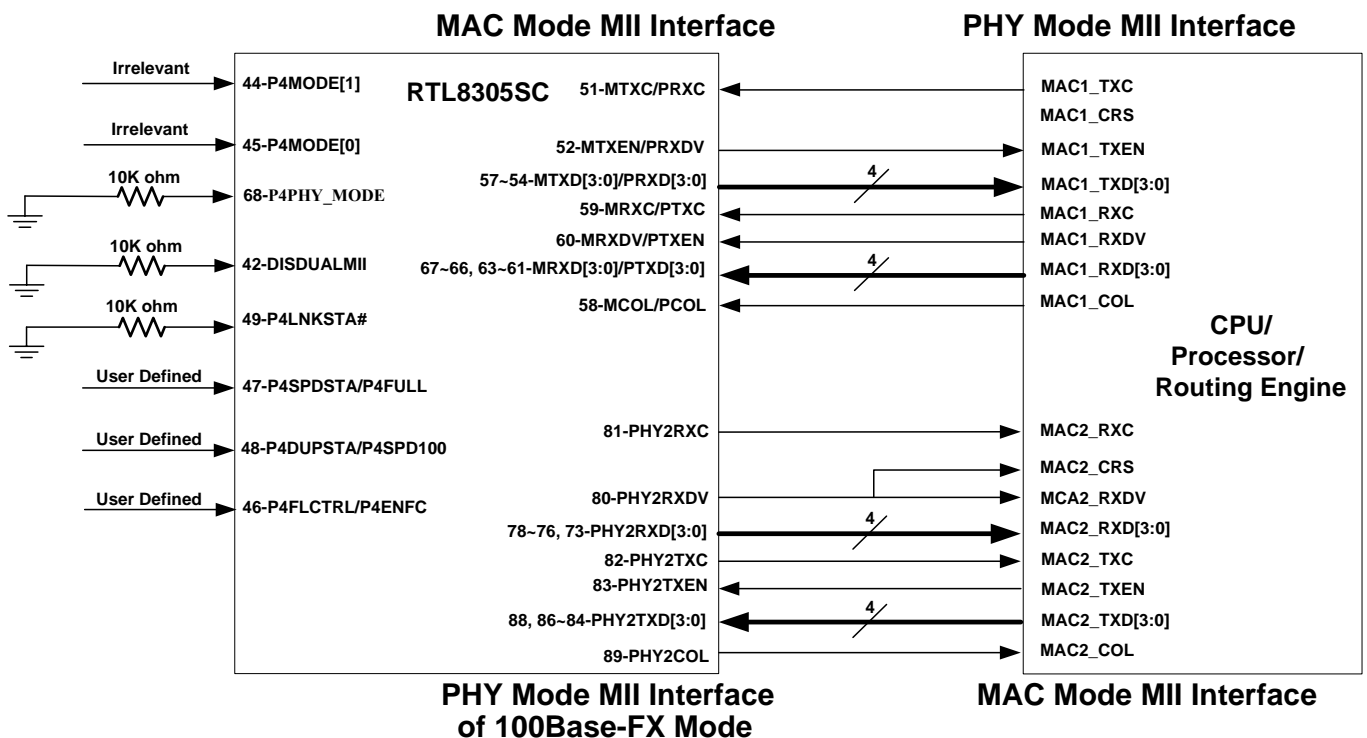 MAC Mode MII Interface
PHY Mode MII Interface
Irrelevant
44-P4MODE[1]
RTL8305SC
Irrelevant
45-P4MODE[0]
10K ohm
68-P4PHY_MODE
10K ohm
42-DISDUALMII
10K ohm
49-P4LNKSTA#
User Defined
47-P4SPDSTA/P4FULL
User Defined
48-P4DUPSTA/P4SPD100
User Defined
46-P4FLCTRL/P4ENFC
51-MTXC/PRXC
52-MTXEN/PRXDV
57~54-MTXD[3:0]/PRXD[3:0]
59-MRXC/PTXC
60-MRXDV/PTXEN
67~66, 63~61-MRXD[3:0]/PTXD[3:0]
58-MCOL/PCOL
81-PHY2RXC
80-PHY2RXDV
78~76, 73-PHY2RXD[3:0]
82-PHY2TXC
83-PHY2TXEN
88, 86~84-PHY2TXD[3:0]
89-PHY2COL
4
4
4
4
MAC1_TXC
MAC1_CRS
MAC1_TXEN
MAC1_TXD[3:0]
MAC1_RXC
MAC1_RXDV
MAC1_RXD[3:0]
MAC1_COL
CPU/
Processor/
Routing Engine
MAC2_RXC
MAC2_CRS
MCA2_RXDV
MAC2_RXD[3:0]
MAC2_TXC
MAC2_TXEN
MAC2_TXD[3:0]
MAC2_COL
PHY Mode MII Interface
of 100Base-FX Mode
MAC Mode MII Interface